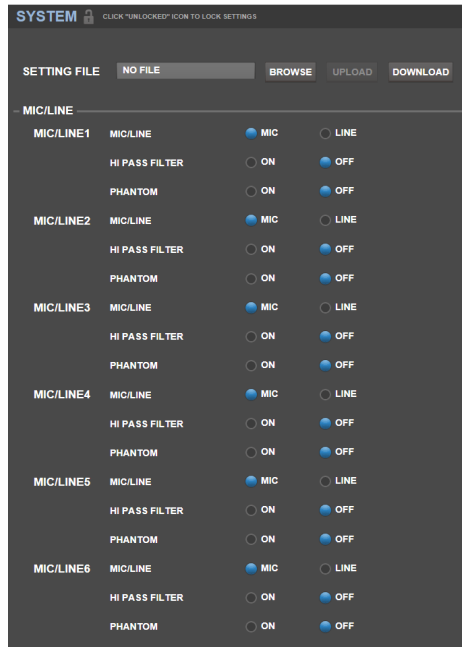 SYSTEM CLICK "UNLOCKED" ICON TO LOCK SETTINGS
SETTING FILE NO FILE BROWSE UPLOAD DOWNLOAD
MIC/LINE
MIC/LINE1 MIC/LINE MIC LINE
HI PASS FILTER ON OFF
PHANTOM ON OFF
MIC/LINE2 MIC/LINE MIC LINE
HI PASS FILTER ON OFF
PHANTOM ON OFF
MIC/LINE3 MIC/LINE MIC LINE
HI PASS FILTER ON OFF
PHANTOM ON OFF
MIC/LINE4 MIC/LINE MIC LINE
HI PASS FILTER ON OFF
PHANTOM ON OFF
MIC/LINE5 MIC/LINE MIC LINE
HI PASS FILTER ON OFF
PHANTOM ON OFF
MIC/LINE6 MIC/LINE MIC LINE
HI PASS FILTER ON OFF
PHANTOM ON OFF